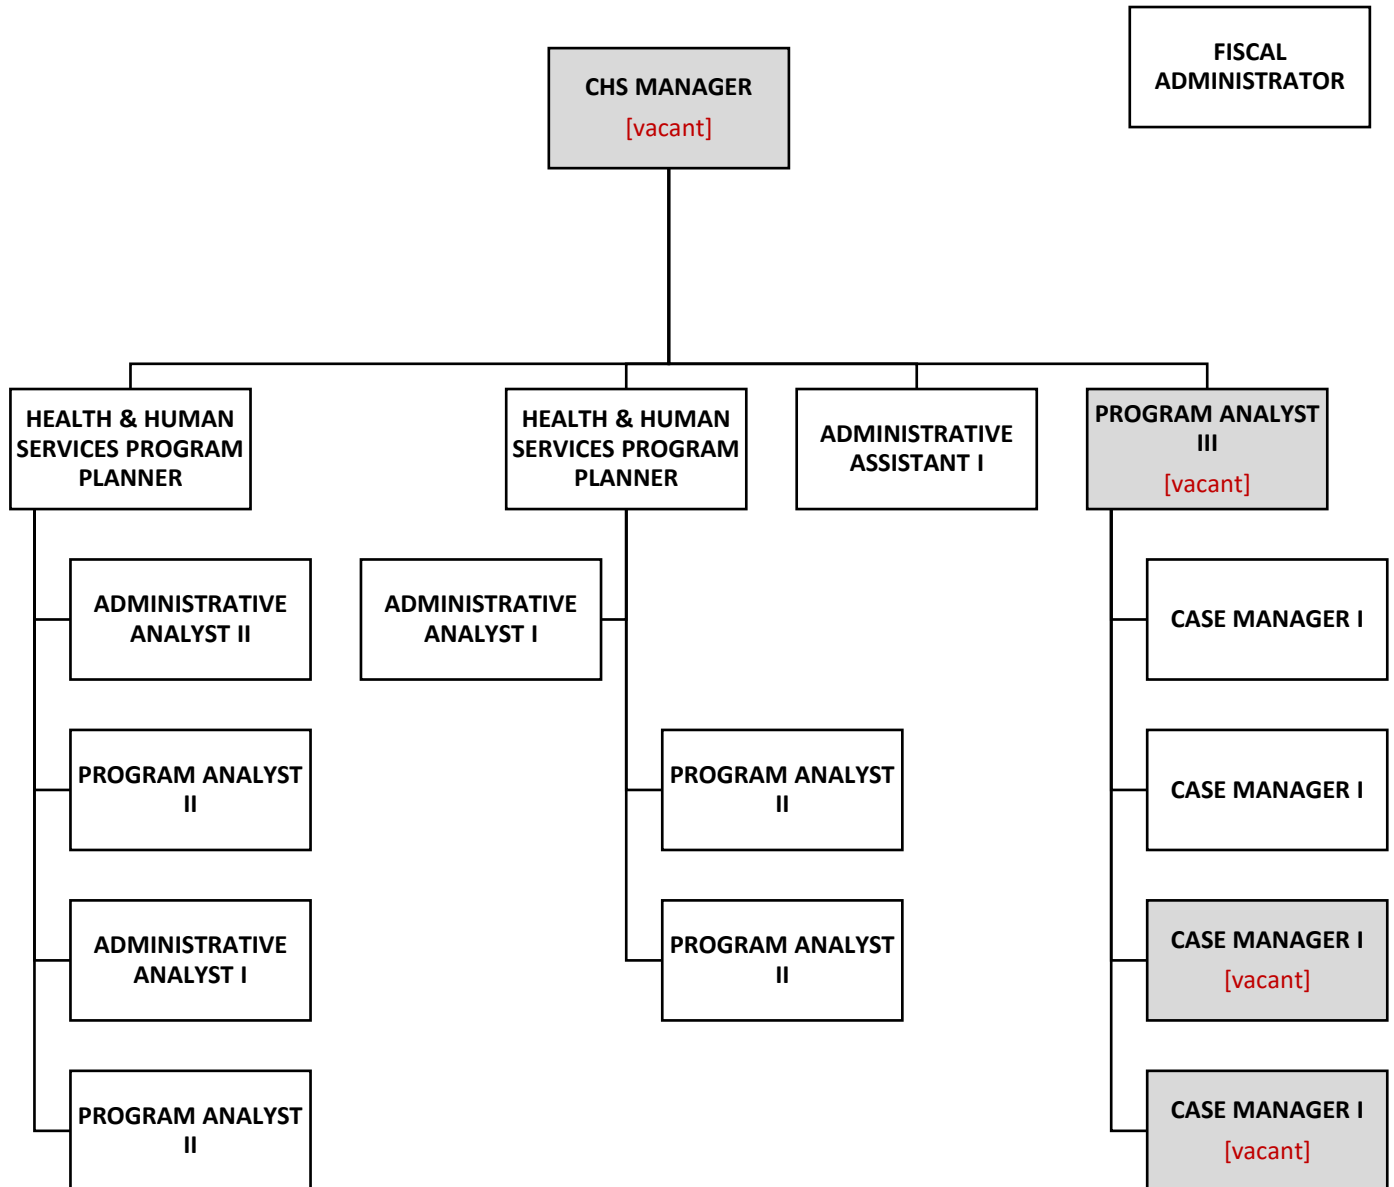 FISCAL
ADMINISTRATOR
CHS MANAGER
[vacant]
HEALTH & HUMAN
SERVICES PROGRAM
PLANNER
HEALTH & HUMAN
SERVICES PROGRAM
PLANNER
ADMINISTRATIVE
ASSISTANT I
PROGRAM ANALYST
III
[vacant]
ADMINISTRATIVE
ANALYST II
ADMINISTRATIVE
ANALYST I
CASE MANAGER I
PROGRAM ANALYST
II
PROGRAM ANALYST
II
CASE MANAGER I
ADMINISTRATIVE
ANALYST I
PROGRAM ANALYST
II
CASE MANAGER I
[vacant]
PROGRAM ANALYST
II
CASE MANAGER I
[vacant]